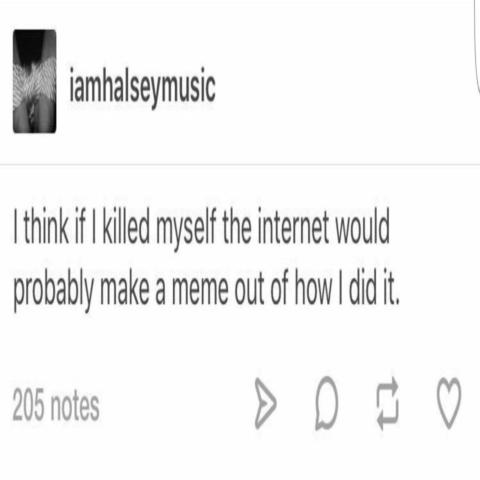 iamhalseymusic
I think if I killed myself the internet would
probably make a meme out of how I did it.
205 notes